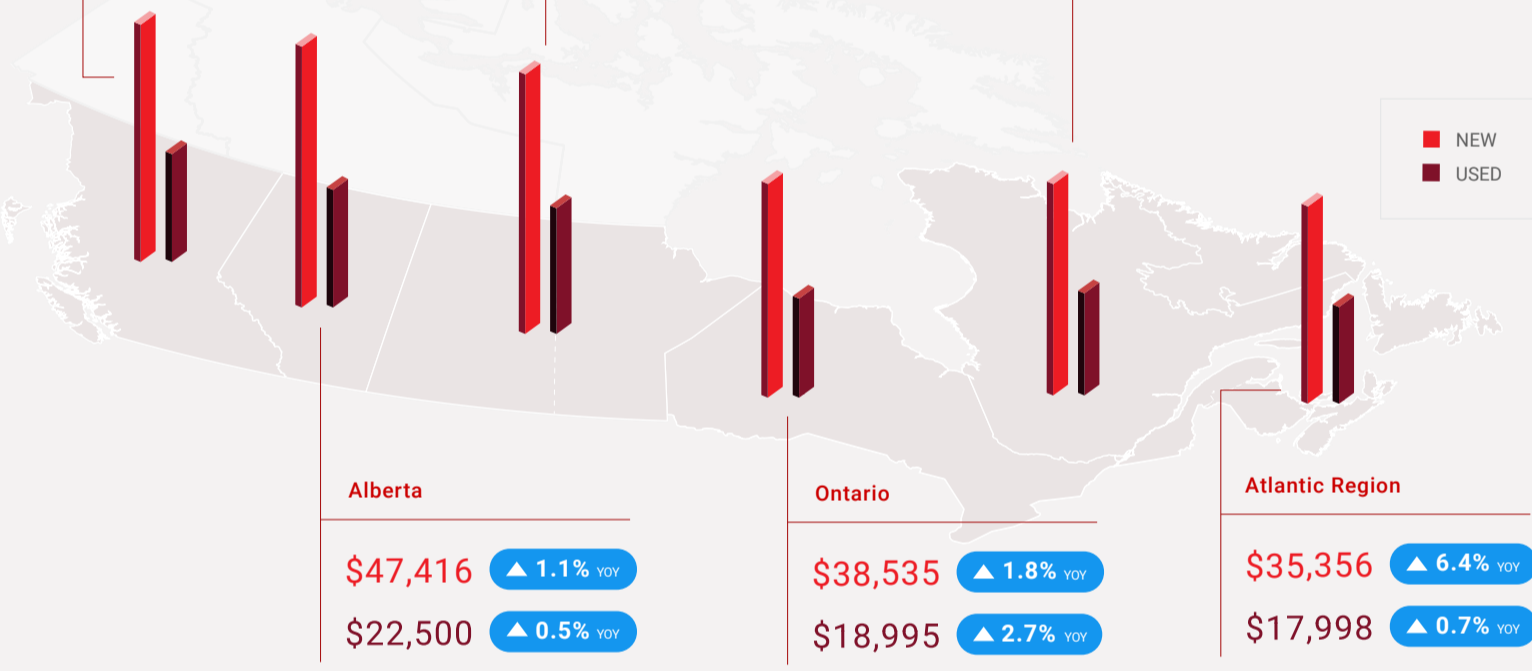 NEW
USED
Alberta
$47,416 ▲ 1.1% YOY
$22,500 ▲ 0.5% YOY
Ontario
$38,535 ▲ 1.8% YOY
$18,995 ▲ 2.7% YOY
Atlantic Region
$35,356 ▲ 6.4% YOY
$17,998 ▲ 0.7% YOY